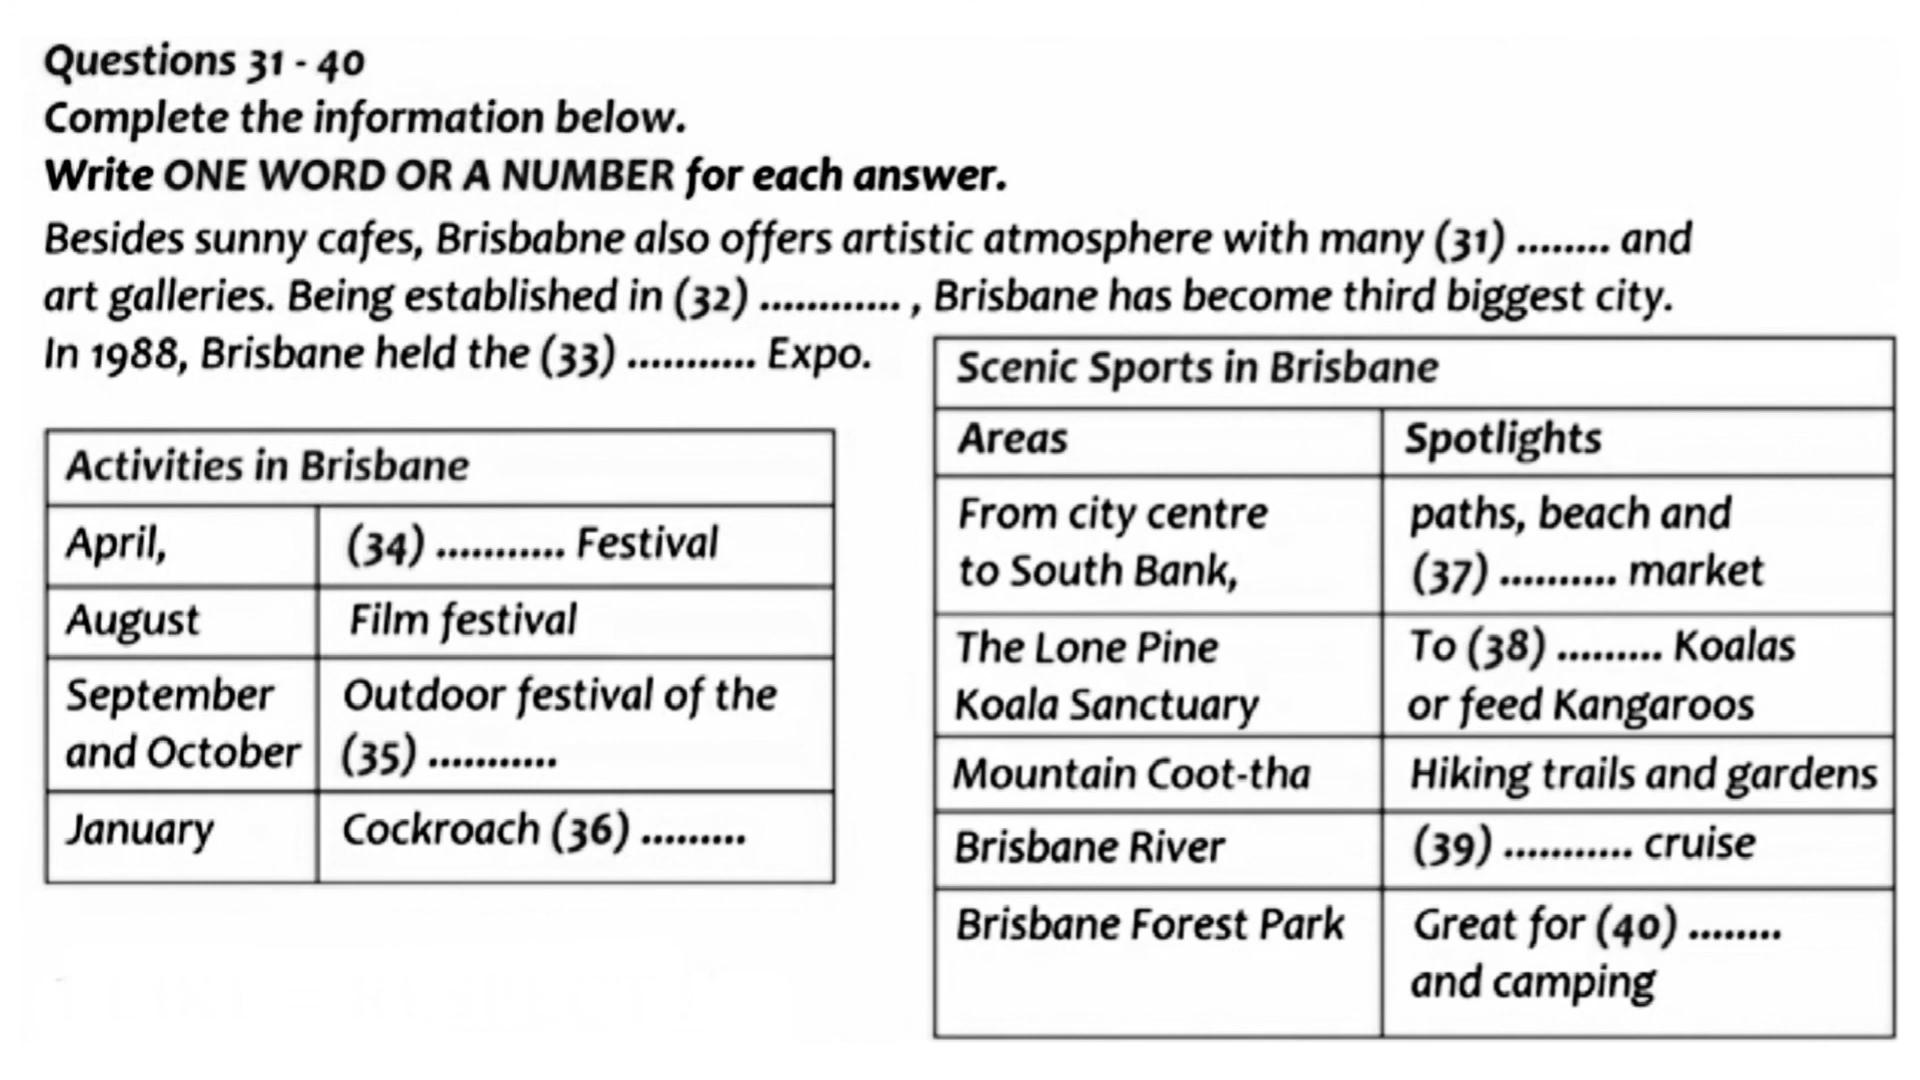 Questions 31 - 40
Complete the information below.
Write ONE WORD OR A NUMBER for each answer.
Besides sunny cafes, Brisbabne also offers artistic atmosphere with many (31) ........ and
art galleries. Being established in (32) ............ , Brisbane has become third biggest city.
In 1988, Brisbane held the (33) ........... Expo.
Activities in Brisbane
April, (34) ........... Festival
August Film festival
September Outdoor festival of the
and October (35) ...........
January Cockroach (36) .........
Scenic Sports in Brisbane
Areas Spotlights
From city centre paths, beach and
to South Bank, (37) .......... market
The Lone Pine To (38) ......... Koalas
Koala Sanctuary or feed Kangaroos
Mountain Coot-tha Hiking trails and gardens
Brisbane River (39) ........... cruise
Brisbane Forest Park Great for (40) ........
and camping